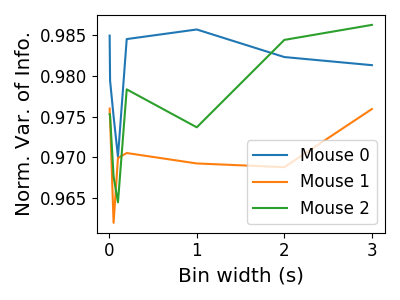 Norm. Var. of Info.
0.985
0.980
0.975
0.970
0.965
0
1
2
3
Bin width (s)
Mouse 0
Mouse 1
Mouse 2